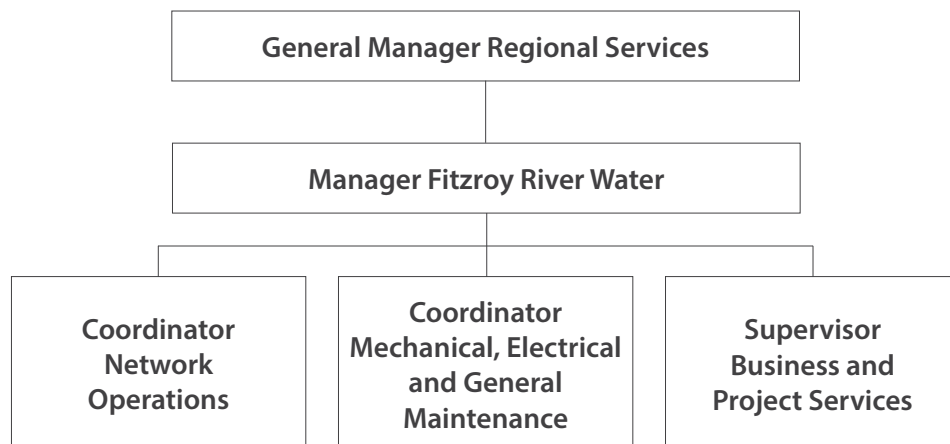 General Manager Regional Services
Manager Fitzroy River Water
Coordinator
Network
Operations
Coordinator
Mechanical, Electrical
and General
Maintenance
Supervisor
Business and
Project Services